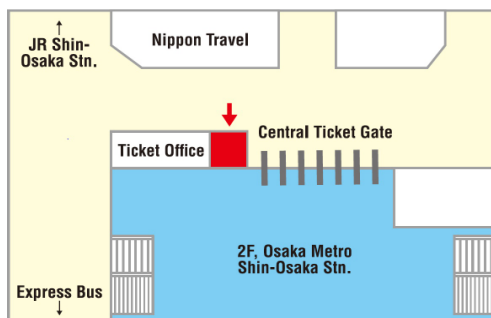 ↑
JR Shin-
Osaka Stn.
Nippon Travel
Ticket Office
Central Ticket Gate
2F, Osaka Metro
Shin-Osaka Stn.
Express Bus
↓